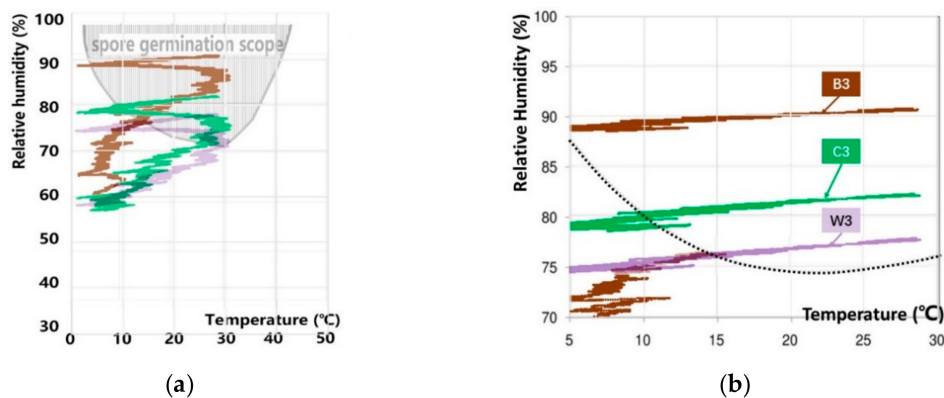 100
90
80
70
60
50
40
30
Relative humidity (%)
spore germination scope
Temperature (℃)
0 10 20 30 40 50
(a)
100
95
90
85
80
75
70
Relative Humidity (%)
B3
C3
W3
Temperature (℃)
5 10 15 20 25 30
(b)